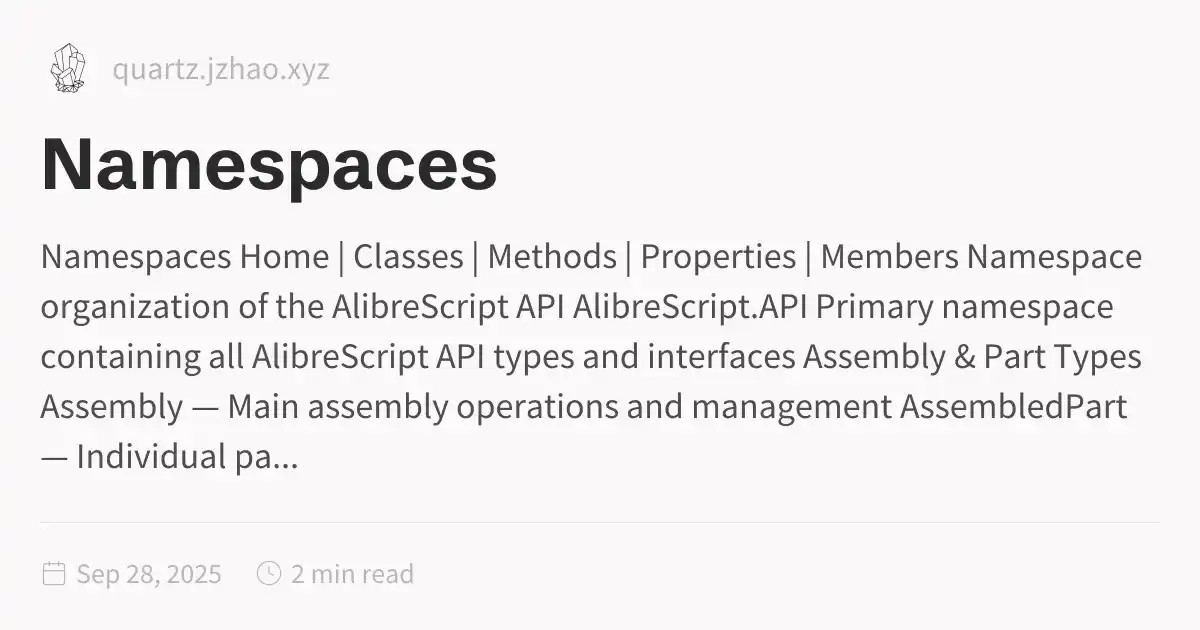 quartz.jzhao.xyz
Namespaces
Namespaces Home | Classes | Methods | Properties | Members Namespace
organization of the AlibreScript API AlibreScript.API Primary namespace
containing all AlibreScript API types and interfaces Assembly & Part Types
Assembly — Main assembly operations and management AssembledPart
— Individual pa...
Sep 28, 2025 2 min read